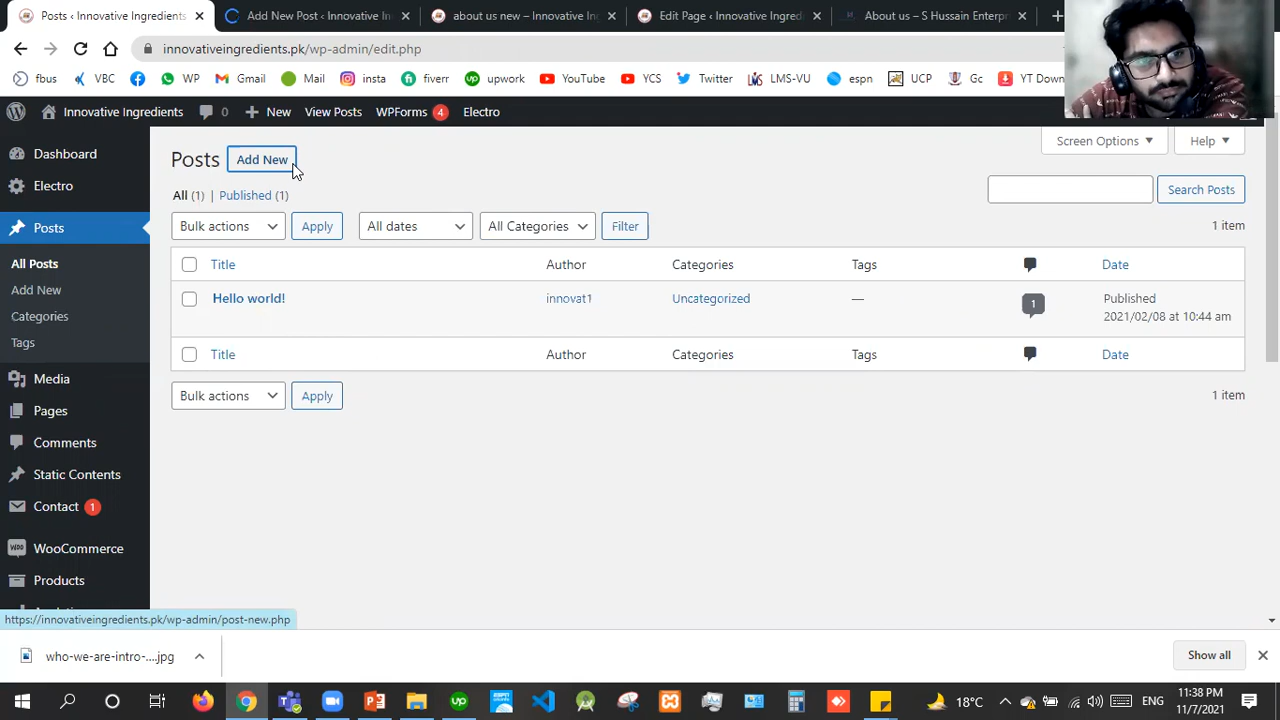 Posts ‹ Innovative Ingredients
Add New Post ‹ Innovative In
about us new – Innovative Ing
Edit Page ‹ Innovative Ingred
About us – S Hussain Enterpr
innovativeingredients.pk/wp-admin/edit.php
fbus
VBC
WP
Gmail
Mail
insta
fiverr
upwork
YouTube
YCS
Twitter
LMS-VU
espn
UCP
Gc
YT Down
Innovative Ingredients
0
New
View Posts
WPForms 4
Electro
Dashboard
Electro
Posts
All Posts
Add New
Categories
Tags
Media
Pages
Comments
Static Contents
Contact 1
WooCommerce
Products
Posts Add New
Screen Options
Help
All (1) | Published (1)
Search Posts
Bulk actions Apply All dates All Categories Filter
1 item
Title Author Categories Tags Date
Hello world! innovat1 Uncategorized — 1 Published
2021/02/08 at 10:44 am
Title Author Categories Tags Date
Bulk actions Apply
1 item
https://innovativeingredients.pk/wp-admin/post-new.php
who-we-are-intro-....jpg
Show all
18°C
ENG
11:38 PM
11/7/2021